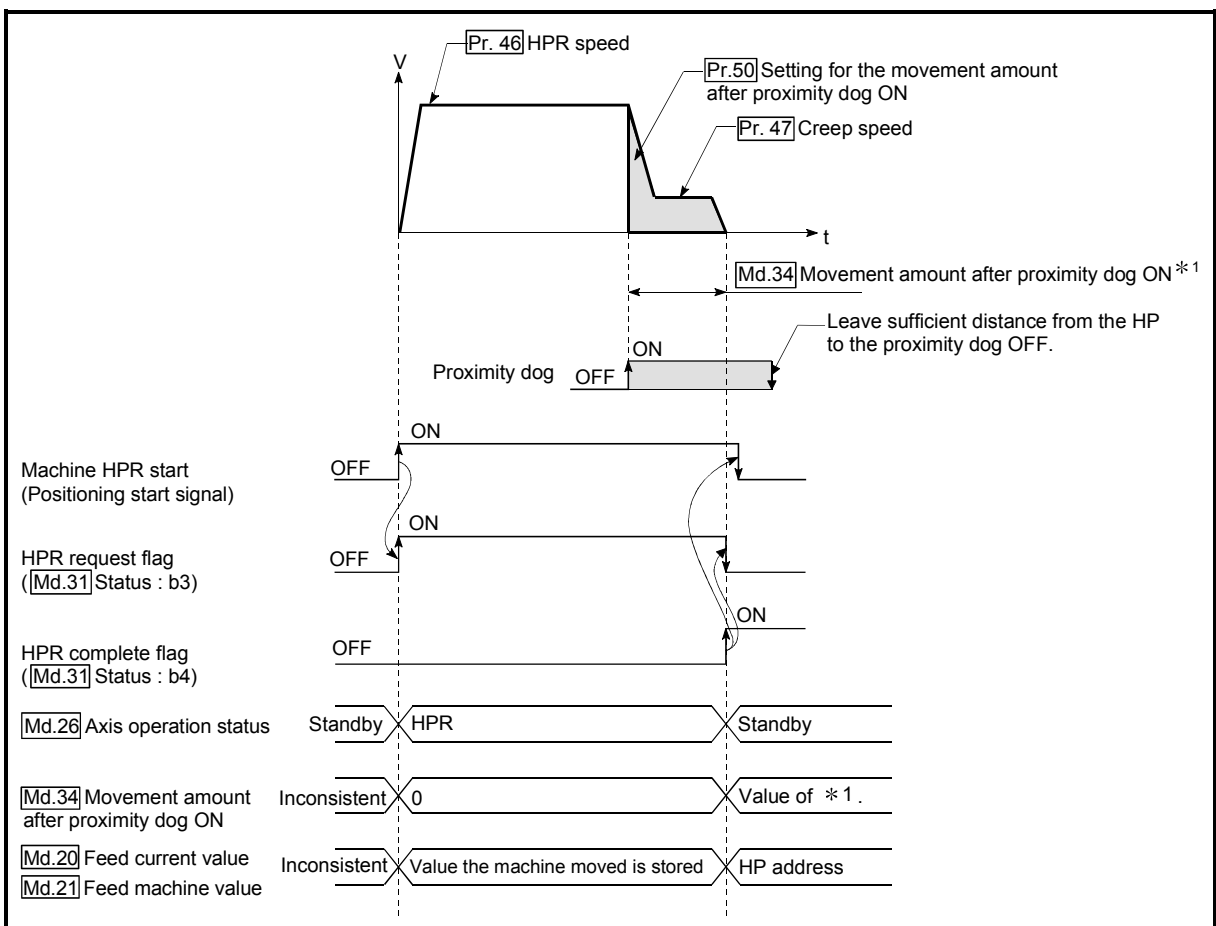 Pr. 46 HPR speed
V
Pr.50 Setting for the movement amount
after proximity dog ON
Pr. 47 Creep speed
t
Md.34 Movement amount after proximity dog ON*1
Leave sufficient distance from the HP
to the proximity dog OFF.
ON
Proximity dog OFF
ON
Machine HPR start
(Positioning start signal)
OFF
ON
HPR request flag
(Md.31 Status : b3)
OFF
ON
HPR complete flag
(Md.31 Status : b4)
OFF
Md.26 Axis operation status Standby HPR Standby
Md.34 Movement amount
after proximity dog ON
Inconsistent 0 Value of *1.
Md.20 Feed current value
Md.21 Feed machine value
Inconsistent Value the machine moved is stored HP address